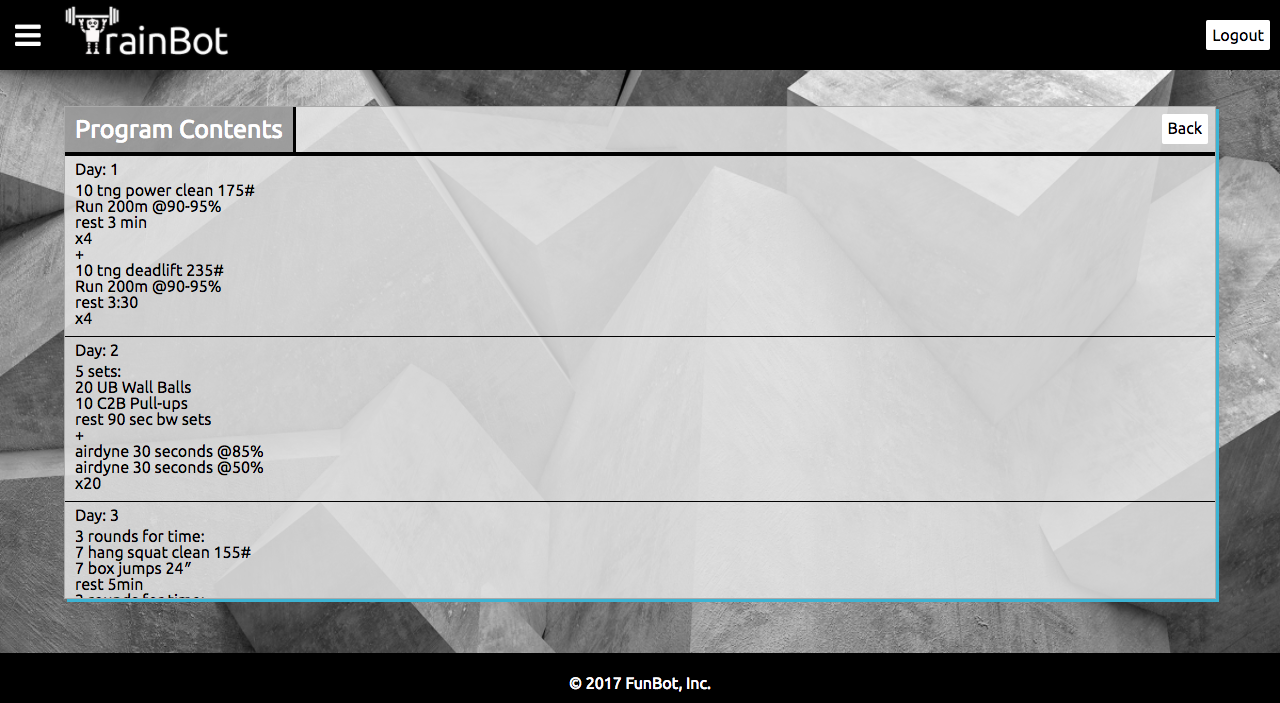 TrainBot
Logout
Program Contents
Back
Day: 1
10 tng power clean 175#
Run 200m @90-95%
rest 3 min
x4
+
10 tng deadlift 235#
Run 200m @90-95%
rest 3:30
x4
Day: 2
5 sets:
20 UB Wall Balls
10 C2B Pull-ups
rest 90 sec bw sets
+
airdyne 30 seconds @85%
airdyne 30 seconds @50%
x20
Day: 3
3 rounds for time:
7 hang squat clean 155#
7 box jumps 24”
rest 5min
© 2017 FunBot, Inc.